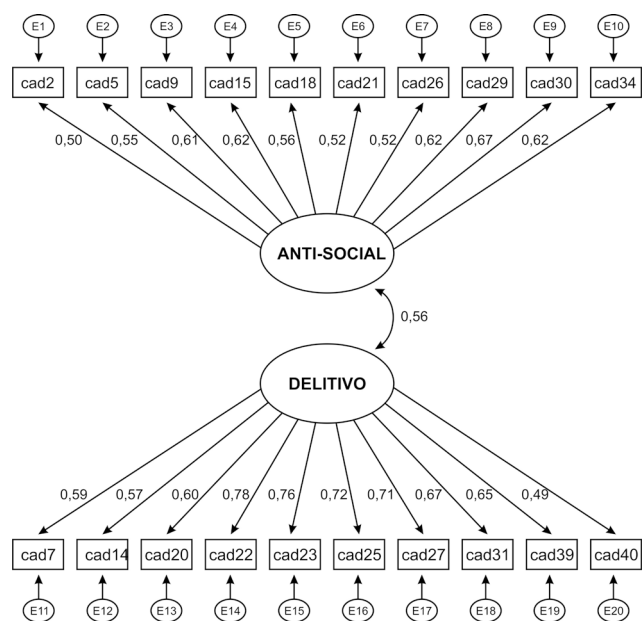 E1 E2 E3 E4 E5 E6 E7 E8 E9 E10
cad2 cad5 cad9 cad15 cad18 cad21 cad26 cad29 cad30 cad34
0,50 0,55 0,61 0,62 0,56 0,52 0,52 0,62 0,67 0,62
ANTI-SOCIAL
0,56
DELITIVO
0,59 0,57 0,60 0,78 0,76 0,72 0,71 0,67 0,65 0,49
cad7 cad14 cad20 cad22 cad23 cad25 cad27 cad31 cad39 cad40
E11 E12 E13 E14 E15 E16 E17 E18 E19 E20